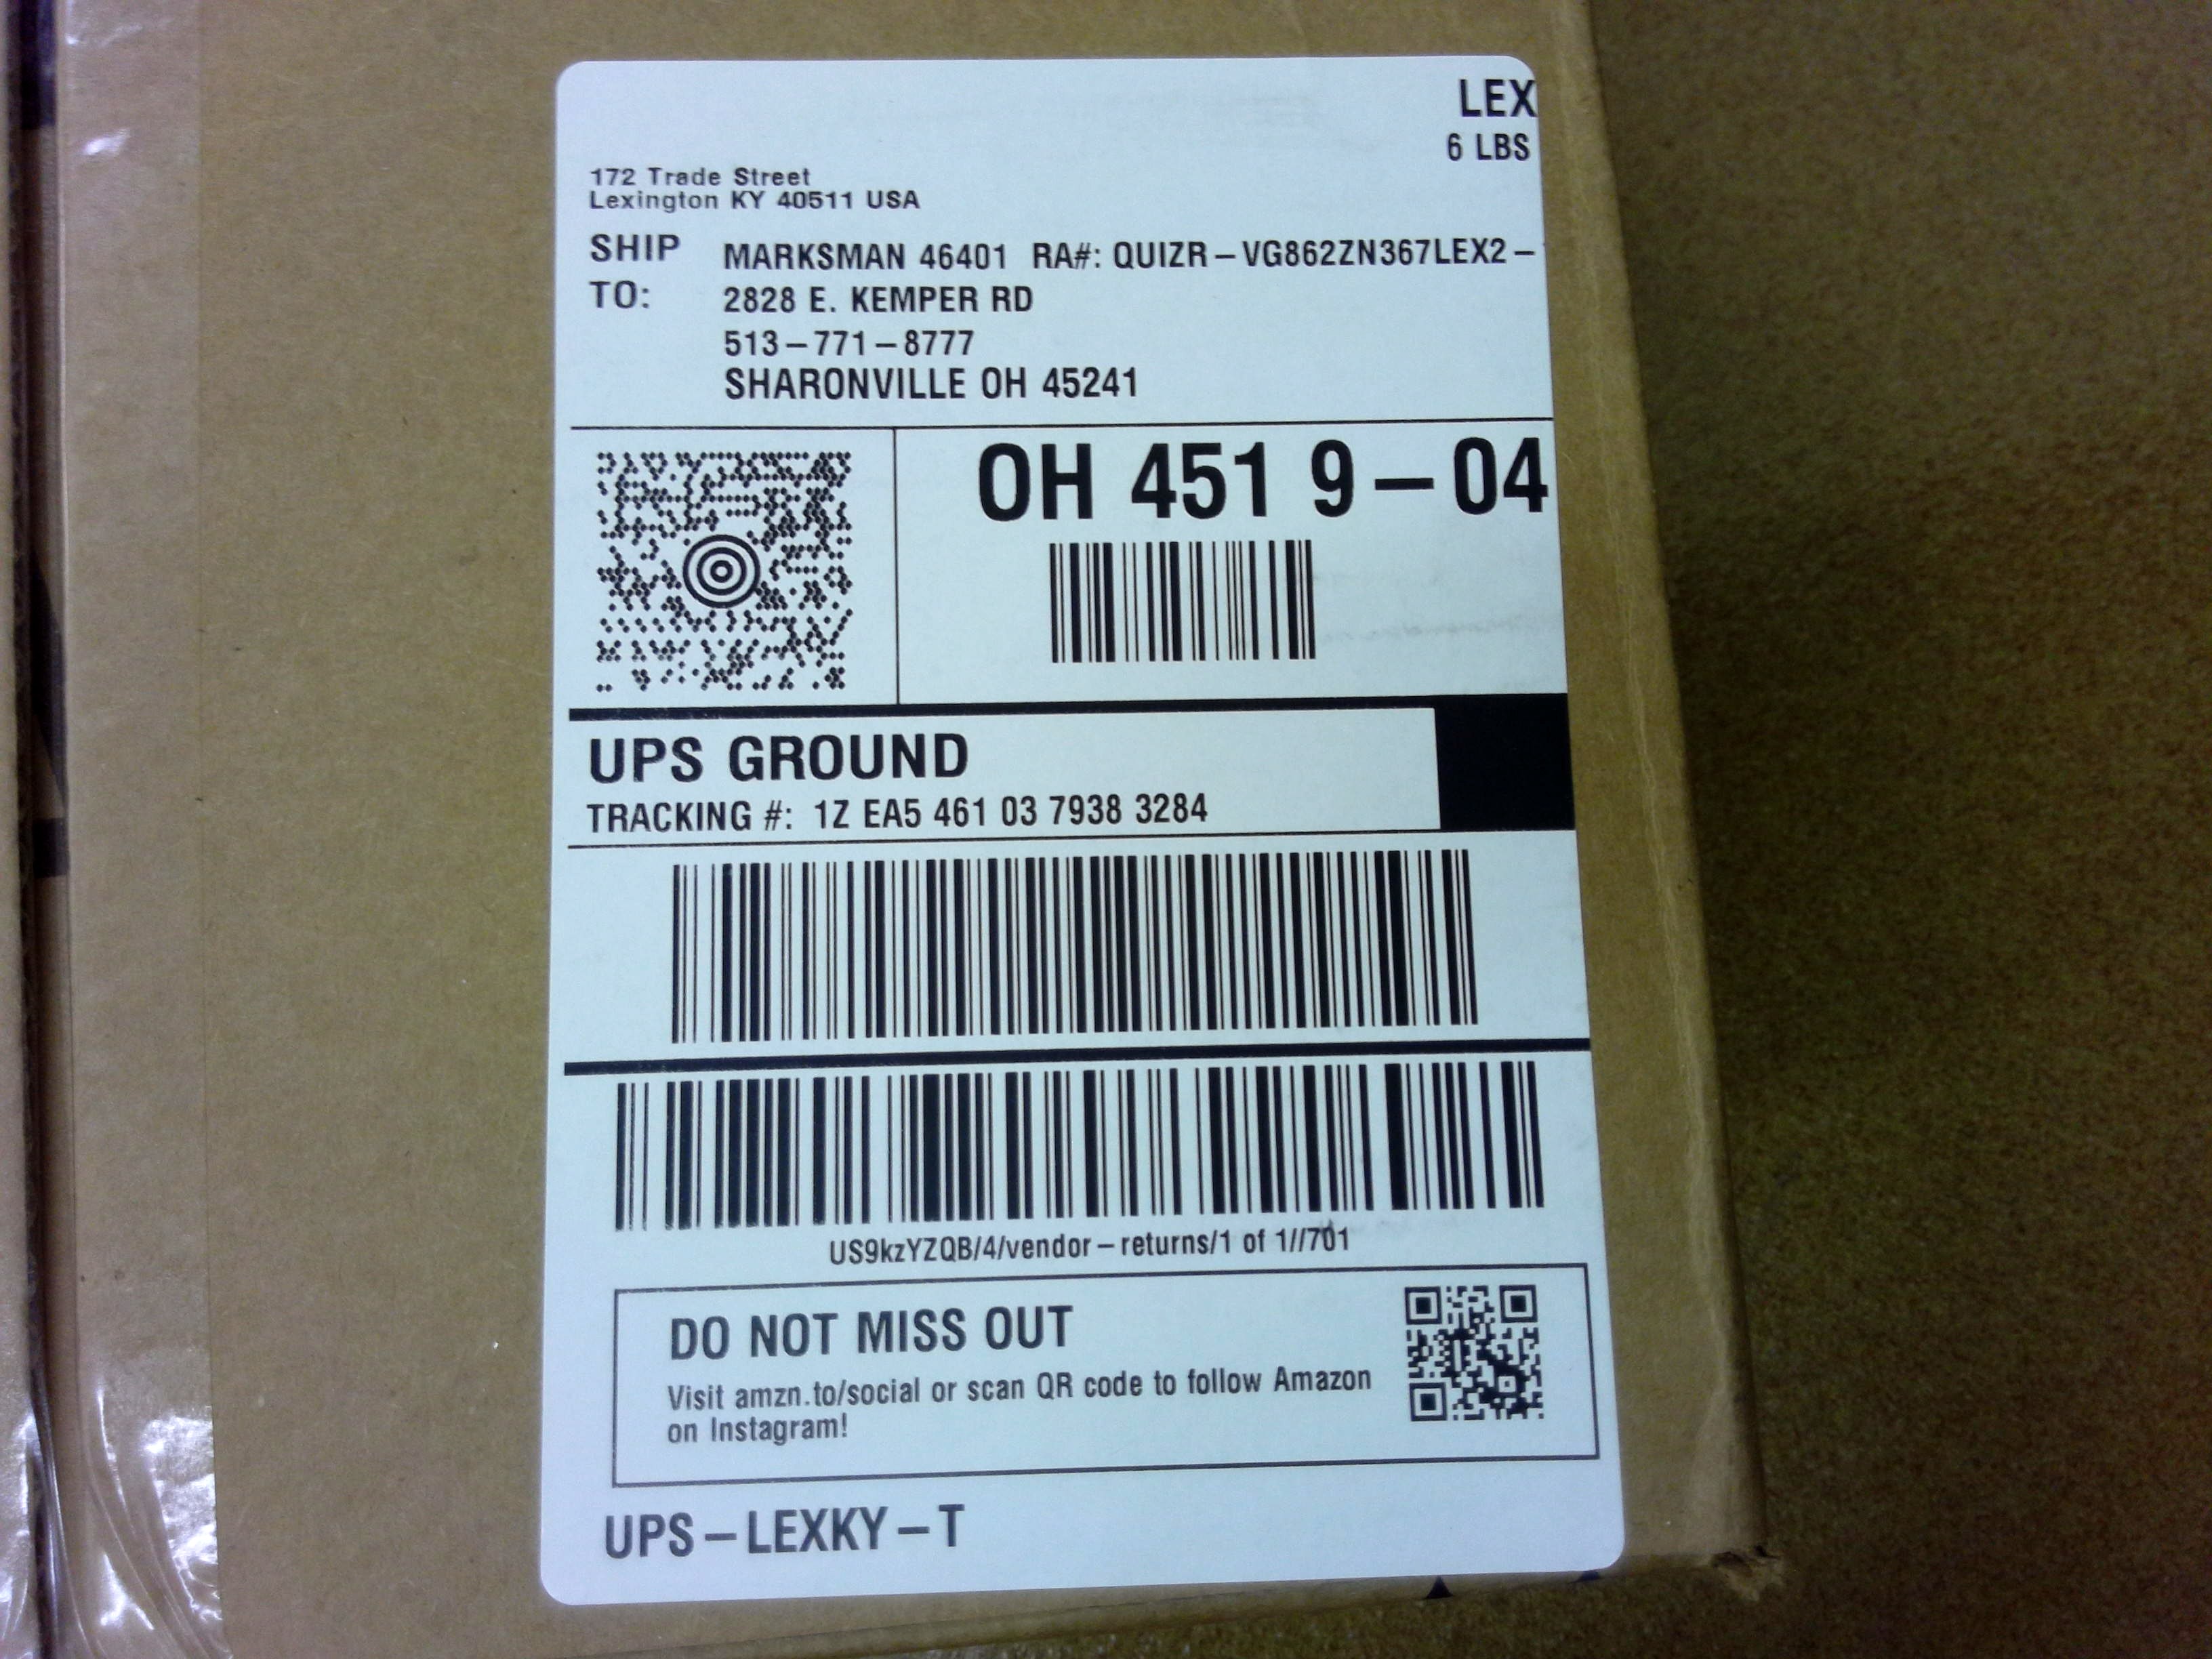 LEX
6 LBS
172 Trade Street
Lexington KY 40511 USA
SHIP TO:
MARKSMAN 46401 RA#: QUIZR-VG862ZN367LEX2-
2828 E. KEMPER RD
513-771-8777
SHARONVILLE OH 45241
OH 451 9-04
UPS GROUND
TRACKING #: 1Z EA5 461 03 7938 3284
US9kzYZQB/4/vendor-returns/1 of 1//701
DO NOT MISS OUT
Visit amzn.to/social or scan QR code to follow Amazon
on Instagram!
UPS-LEXKY-T